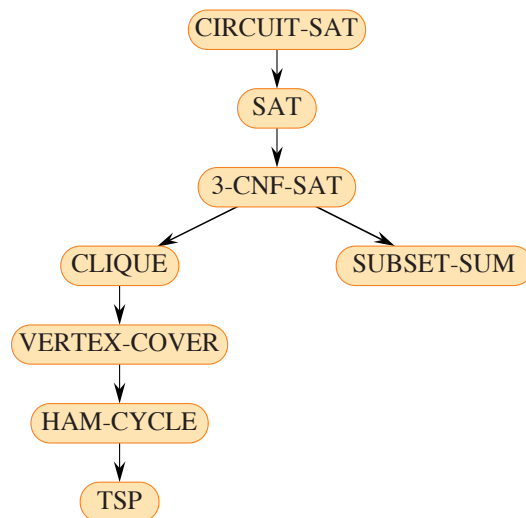 CIRCUIT-SAT
SAT
3-CNF-SAT
CLIQUE
SUBSET-SUM
VERTEX-COVER
HAM-CYCLE
TSP